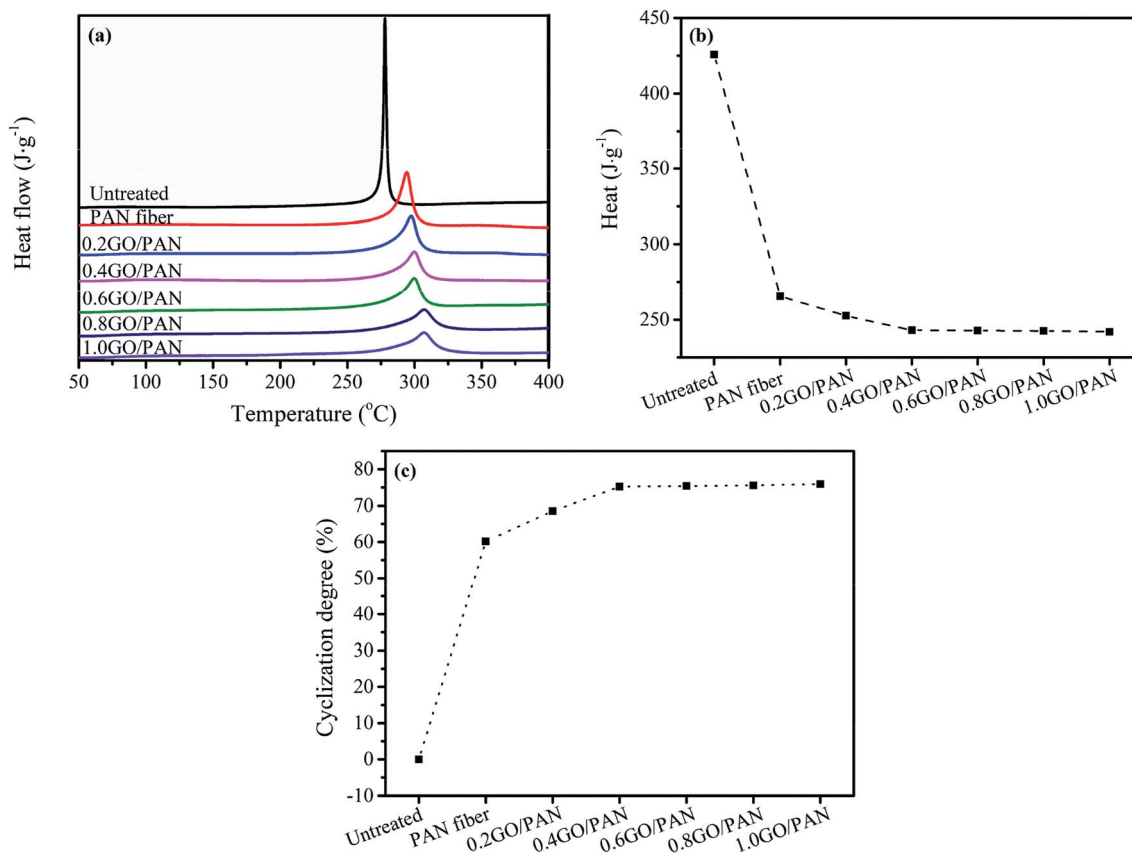 (a)
Heat flow (J·g⁻¹)
Untreated
PAN fiber
0.2GO/PAN
0.4GO/PAN
0.6GO/PAN
0.8GO/PAN
1.0GO/PAN
50 100 150 200 250 300 350 400
Temperature (°C)
(b)
Heat (J·g⁻¹)
450
400
350
300
250
Untreated
PAN fiber
0.2GO/PAN
0.4GO/PAN
0.6GO/PAN
0.8GO/PAN
1.0GO/PAN
(c)
Cyclization degree (%)
80
70
60
50
40
30
20
10
0
-10
Untreated
PAN fiber
0.2GO/PAN
0.4GO/PAN
0.6GO/PAN
0.8GO/PAN
1.0GO/PAN